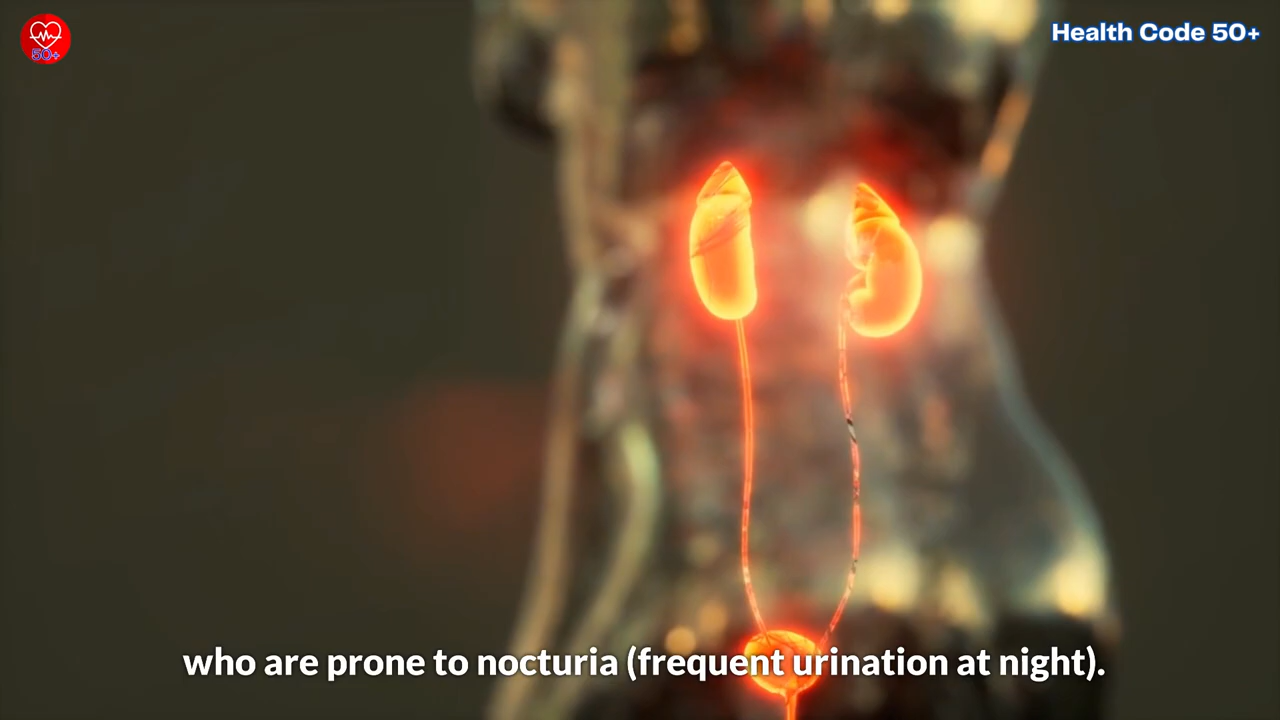 50+
Health Code 50+
who are prone to nocturia (frequent urination at night).